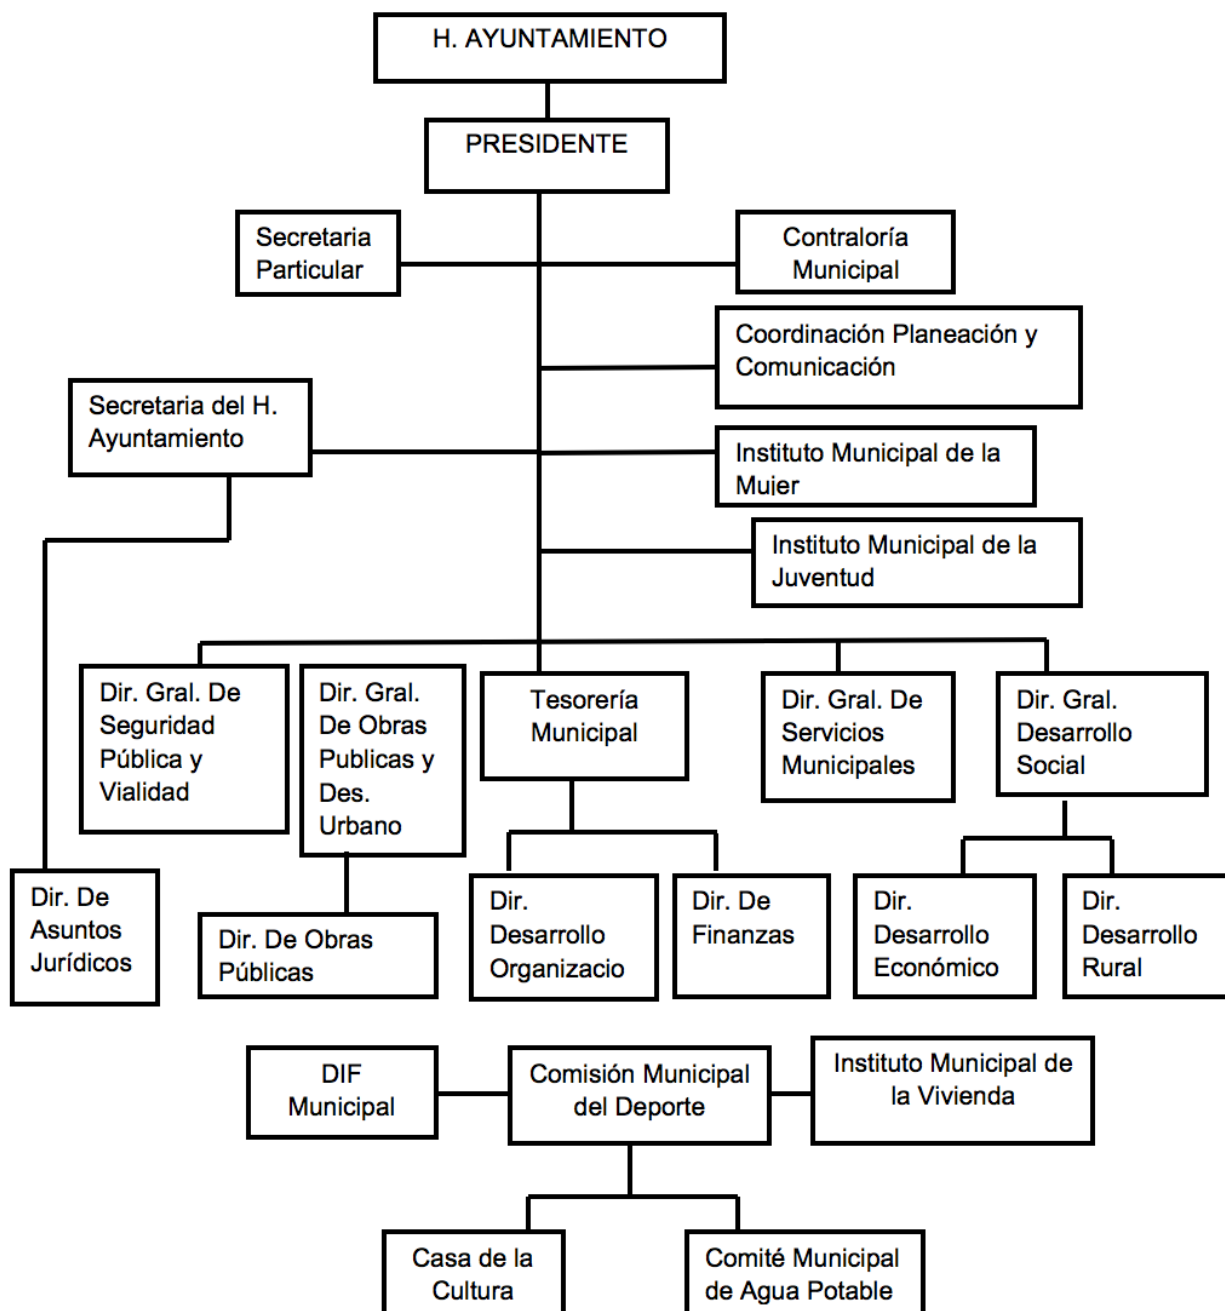 H. AYUNTAMIENTO
PRESIDENTE
Secretaria
Particular
Contraloría
Municipal
Coordinación Planeación y
Comunicación
Secretaria del H.
Ayuntamiento
Instituto Municipal de la
Mujer
Instituto Municipal de la
Juventud
Dir. Gral. De
Seguridad
Pública y
Vialidad
Dir. Gral.
De Obras
Publicas y
Des.
Urbano
Tesorería
Municipal
Dir. Gral. De
Servicios
Municipales
Dir. Gral.
Desarrollo
Social
Dir. De
Asuntos
Jurídicos
Dir. De Obras
Públicas
Dir.
Desarrollo
Organizacio
Dir. De
Finanzas
Dir.
Desarrollo
Económico
Dir.
Desarrollo
Rural
DIF
Municipal
Comisión Municipal
del Deporte
Instituto Municipal de
la Vivienda
Casa de la
Cultura
Comité Municipal
de Agua Potable